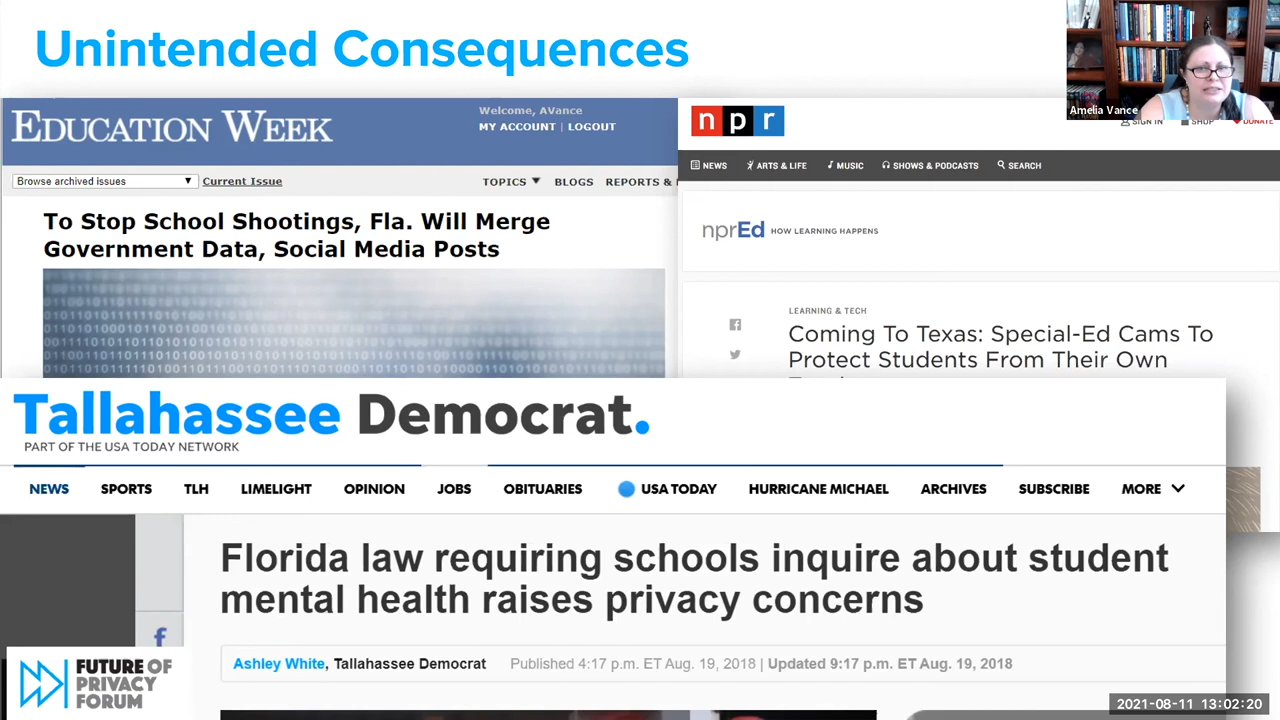 Unintended Consequences
Amelia Vance
EDUCATION WEEK
Welcome, AVance
MY ACCOUNT | LOGOUT
Browse archived issues ▼
Current Issue
TOPICS ▼ BLOGS REPORTS &
To Stop School Shootings, Fla. Will Merge
Government Data, Social Media Posts
npr
SIGN IN SHOP DONATE
NEWS ARTS & LIFE MUSIC SHOWS & PODCASTS SEARCH
nprEd HOW LEARNING HAPPENS
LEARNING & TECH
Coming To Texas: Special-Ed Cams To
Protect Students From Their Own
Tallahassee Democrat.
PART OF THE USA TODAY NETWORK
NEWS SPORTS TLH LIMELIGHT OPINION JOBS OBITUARIES USA TODAY HURRICANE MICHAEL ARCHIVES SUBSCRIBE MORE
Florida law requiring schools inquire about student
mental health raises privacy concerns
Ashley White, Tallahassee Democrat Published 4:17 p.m. ET Aug. 19, 2018 | Updated 9:17 p.m. ET Aug. 19, 2018
FUTURE OF
PRIVACY
FORUM
2021-08-11 13:02:20